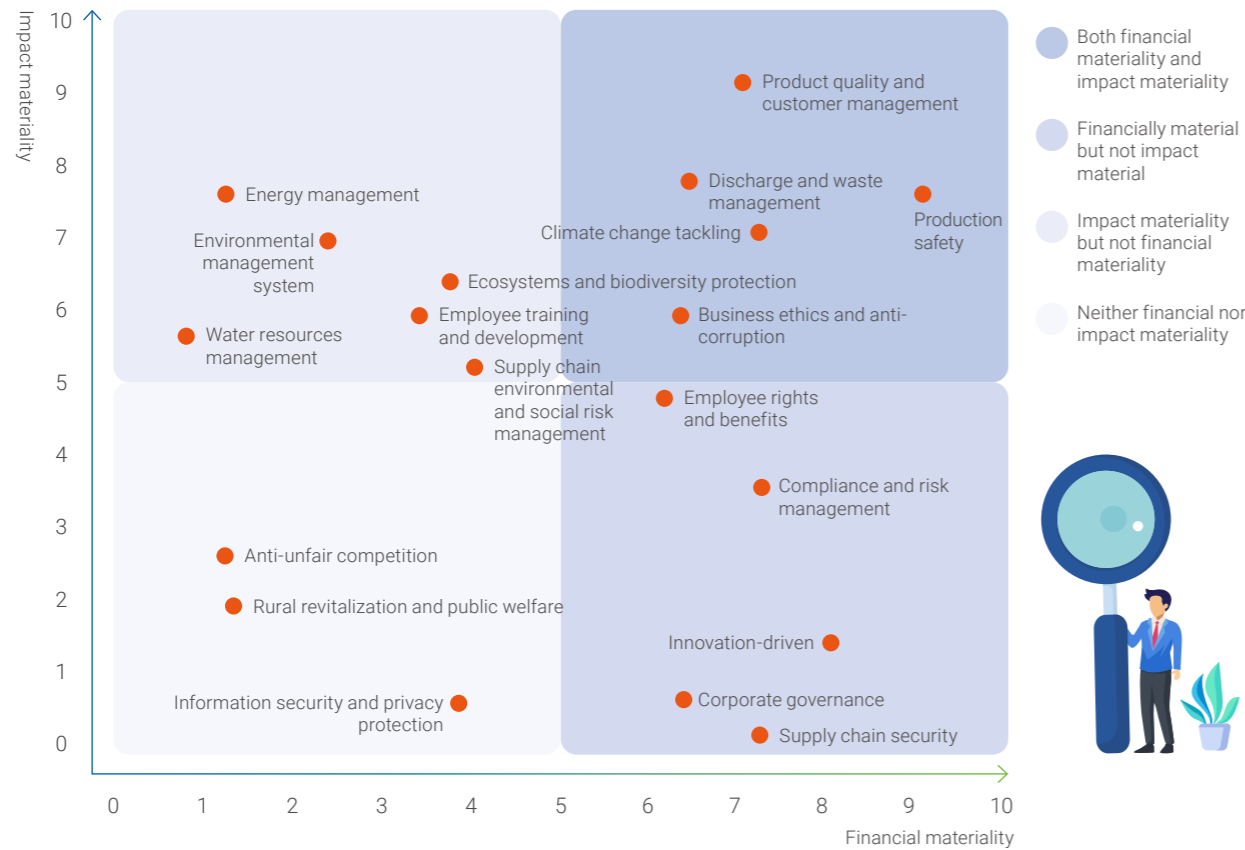 Impact materiality
10
9
8
7
6
5
4
3
2
1
0
Product quality and
customer management
Energy management
Discharge and waste
management
Production
safety
Environmental
management
system
Climate change tackling
Ecosystems and biodiversity protection
Employee training
and development
Business ethics and anti-
corruption
Water resources
management
Supply chain
environmental
and social risk
management
Employee rights
and benefits
Compliance and risk
management
Anti-unfair competition
Rural revitalization and public welfare
Innovation-driven
Information security and privacy
protection
Corporate governance
Supply chain security
0 1 2 3 4 5 6 7 8 9 10
Financial materiality
Both financial
materiality and
impact materiality
Financially material
but not impact
material
Impact materiality
but not financial
materiality
Neither financial nor
impact materiality